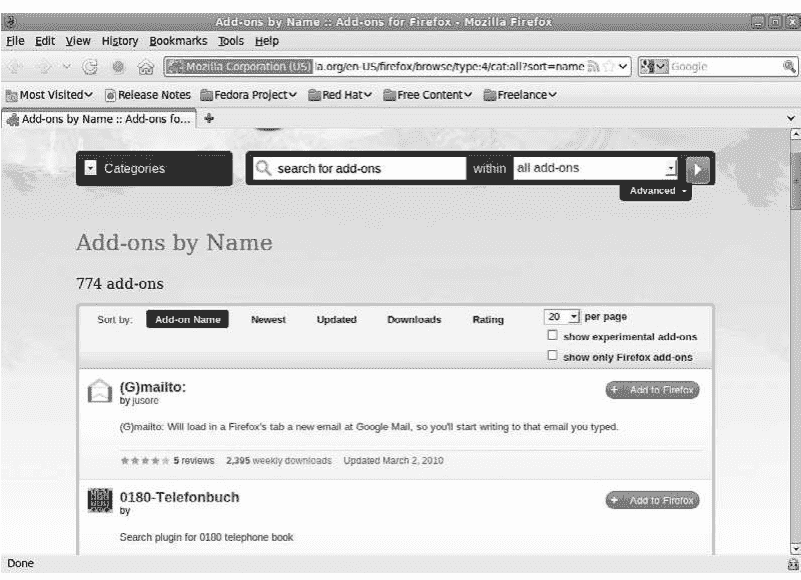 Add-ons by Name :: Add-ons for Firefox - Mozilla Firefox
File Edit View History Bookmarks Tools Help
Mozilla Corporation (US) la.org/en-US/firefox/browse/type:4/cat:all?sort=name Google
Most Visited Release Notes Fedora Project Red Hat Free Content Freelance
Add-ons by Name :: Add-ons fo...
Categories search for add-ons within all add-ons
Advanced
Add-ons by Name
774 add-ons
Sort by: Add-on Name Newest Updated Downloads Rating 20 per page
show experimental add-ons
show only Firefox add-ons
(G)mailto: + Add to Firefox
by jusore
(G)mailto: Will load in a Firefox's tab a new email at Google Mail, so you'll start writing to that email you typed.
5 reviews 2,395 weekly downloads Updated March 2, 2010
0180-Telefonbuch + Add to Firefox
by
Search plugin for 0180 telephone book
Done